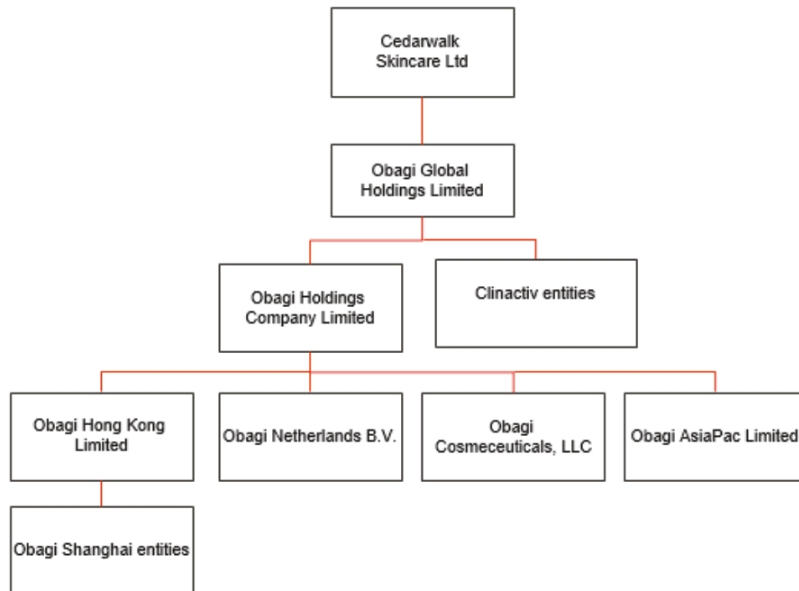 Cedarwalk
Skincare Ltd
Obagi Global
Holdings Limited
Obagi Holdings
Company Limited
Clinactiv entities
Obagi Hong Kong
Limited
Obagi Netherlands B.V.
Obagi
Cosmeceuticals, LLC
Obagi AsiaPac Limited
Obagi Shanghai entities